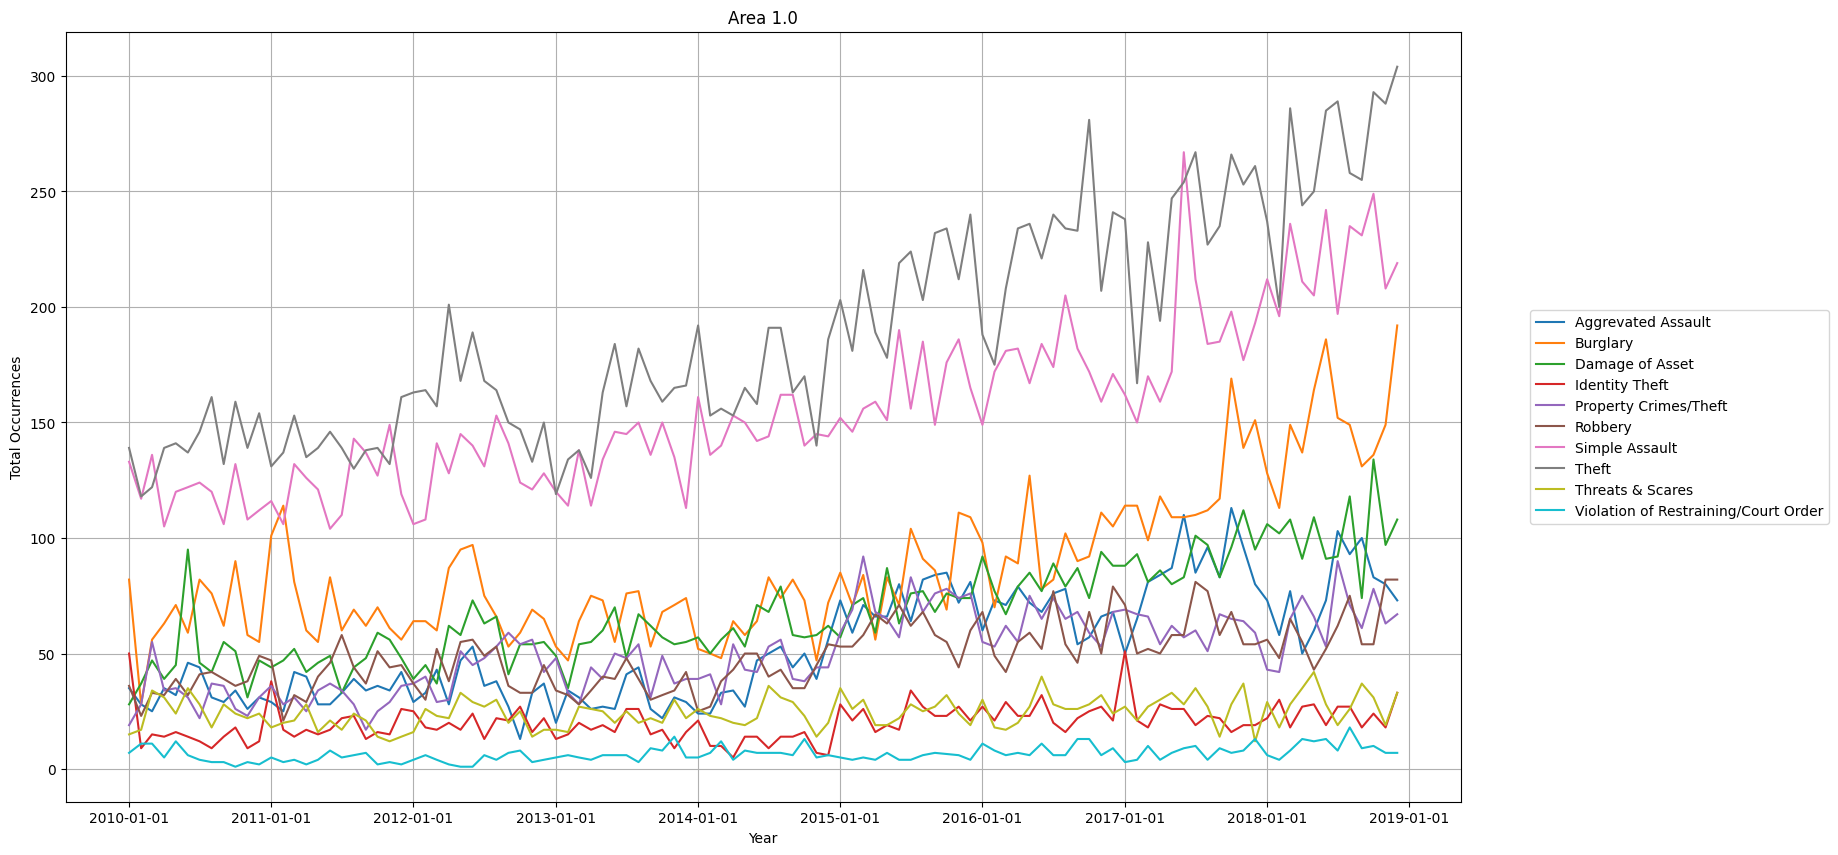 Area 1.0
300
250
200
150
100
50
0
Total Occurrences
2010-01-01 2011-01-01 2012-01-01 2013-01-01 2014-01-01 2015-01-01 2016-01-01 2017-01-01 2018-01-01 2019-01-01
Year
Aggrevated Assault
Burglary
Damage of Asset
Identity Theft
Property Crimes/Theft
Robbery
Simple Assault
Theft
Threats & Scares
Violation of Restraining/Court Order